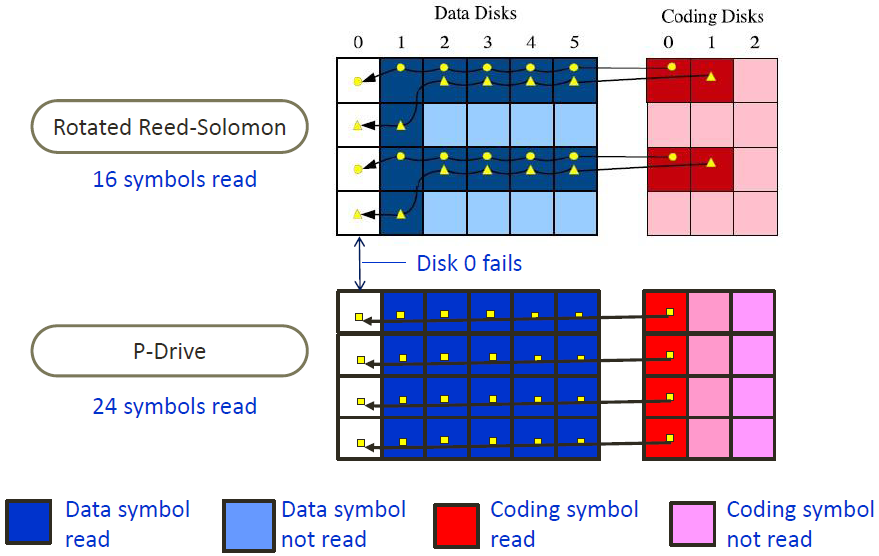 Data Disks
Coding Disks
0 1 2 3 4 5
0 1 2
Rotated Reed-Solomon
16 symbols read
Disk 0 fails
P-Drive
24 symbols read
Data symbol
read
Data symbol
not read
Coding symbol
read
Coding symbol
not read